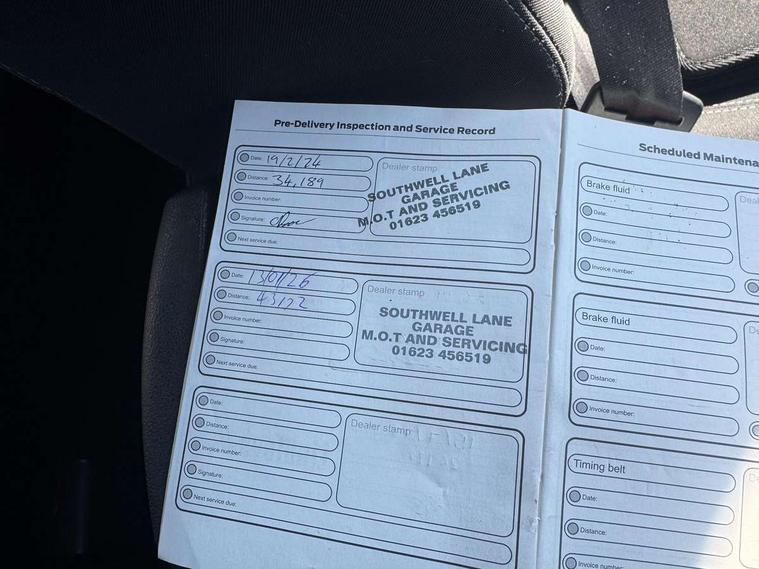 Pre-Delivery Inspection and Service Record
Date: 19/2/24
Distance: 34,189
Invoice number:
Signature:
Next service due:
Dealer stamp
SOUTHWELL LANE
GARAGE
M.O.T AND SERVICING
01623 456519
Date: 13/01/26
Distance: 43122
Invoice number:
Signature:
Next service due:
Dealer stamp
SOUTHWELL LANE
GARAGE
M.O.T AND SERVICING
01623 456519
Date:
Distance:
Invoice number:
Signature:
Next service due:
Dealer stamp
Scheduled Maintena
Brake fluid
Date:
Distance:
Invoice number:
Deal
Brake fluid
Date:
Distance:
Invoice number:
De
Timing belt
Date:
Distance:
Invoice number:
De